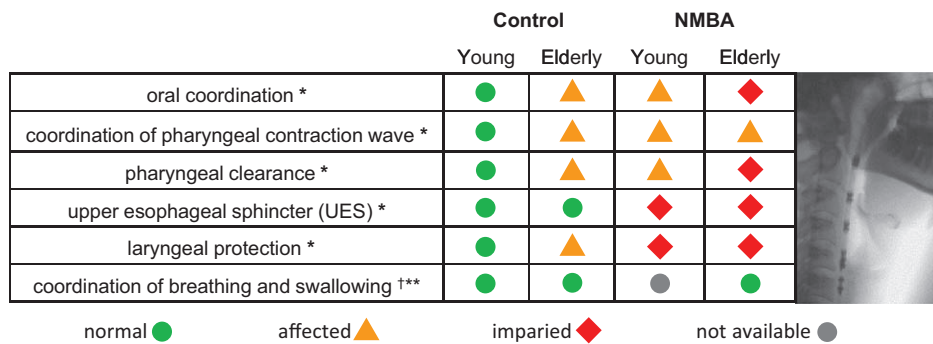 Control NMBA
Young Elderly Young Elderly
oral coordination *
coordination of pharyngeal contraction wave *
pharyngeal clearance *
upper esophageal sphincter (UES) *
laryngeal protection *
coordination of breathing and swallowing †**
normal affected imparied not available